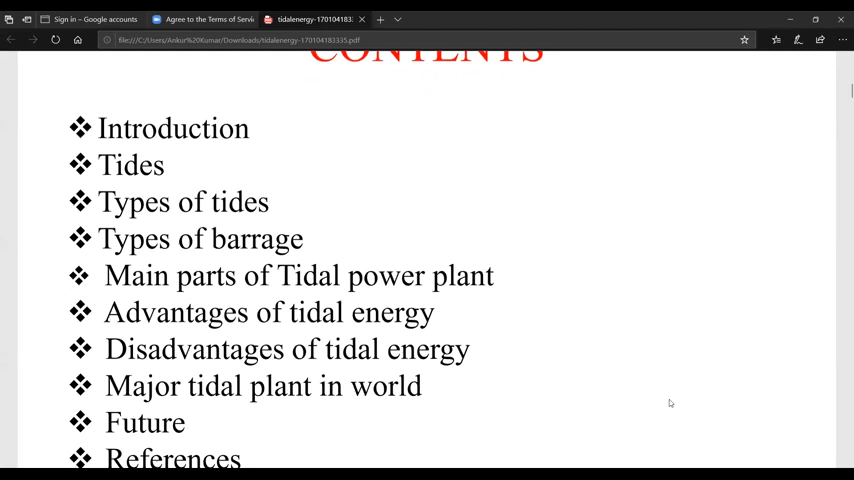 Sign in – Google accounts
Agree to the Terms of Servi
tidalenergy-170104183
file:///C:/Users/Ankur%20Kumar/Downloads/tidalenergy-170104183335.pdf
CONTENTS
Introduction
Tides
Types of tides
Types of barrage
Main parts of Tidal power plant
Advantages of tidal energy
Disadvantages of tidal energy
Major tidal plant in world
Future
References